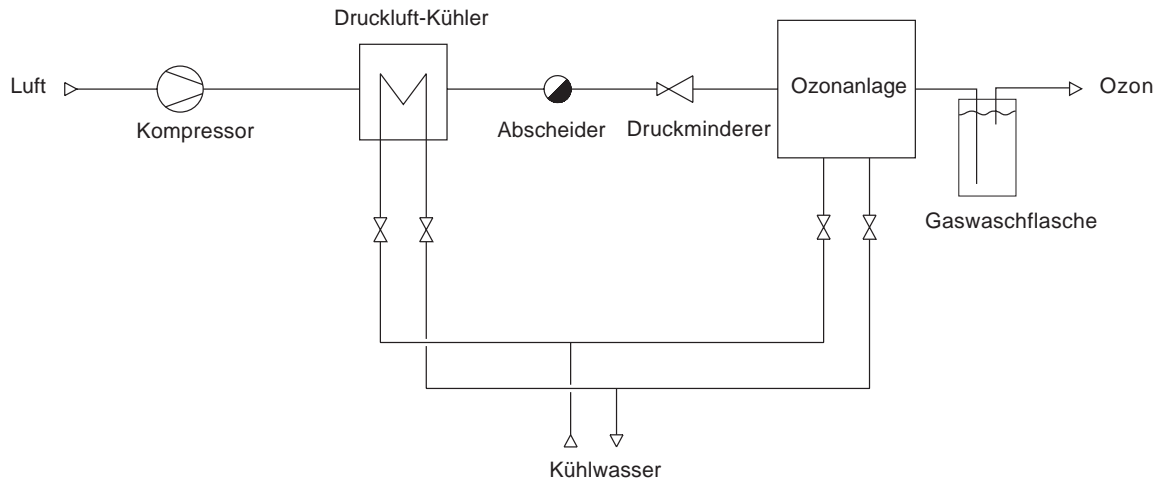 Druckluft-Kühler
Luft
Ozonanlage
Ozon
Kompressor
Abscheider
Druckminderer
Gaswaschflasche
Kühlwasser